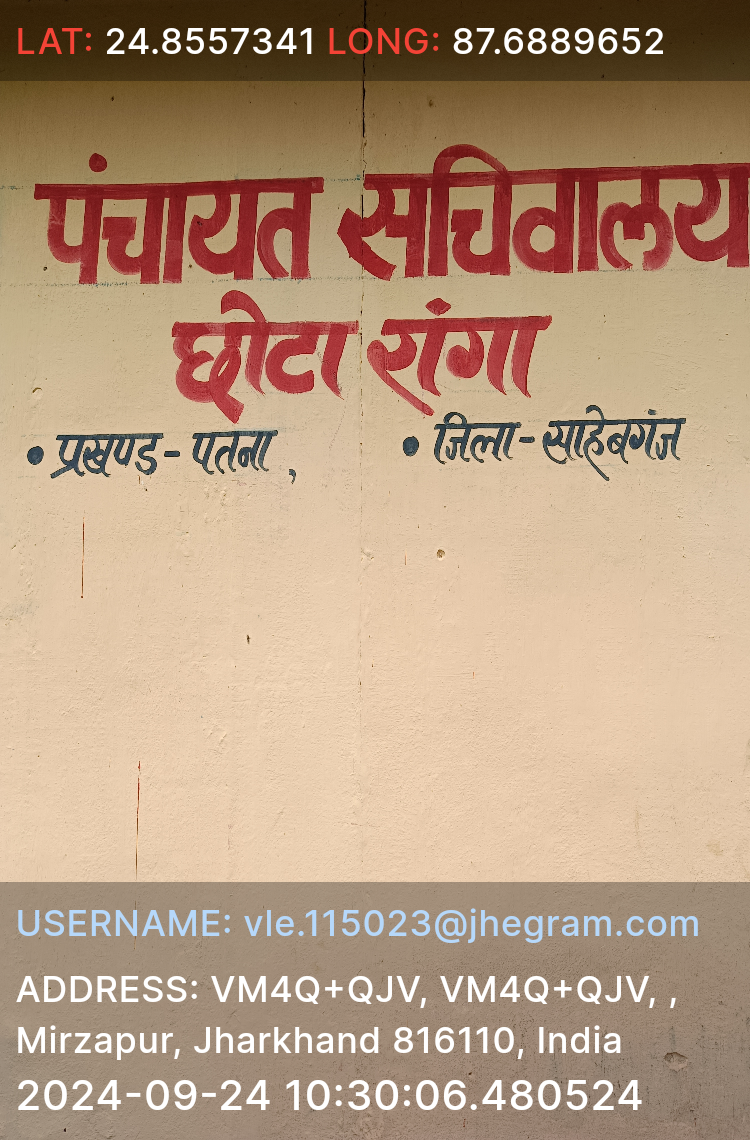 LAT: 24.8557341 LONG: 87.6889652
पंचायत सचिवालय
छोटा रांगा
• प्रखण्ड - पतना , • जिला - साहेबगंज
USERNAME: vle.115023@jhegram.com
ADDRESS: VM4Q+QJV, VM4Q+QJV, ,
Mirzapur, Jharkhand 816110, India
2024-09-24 10:30:06.480524